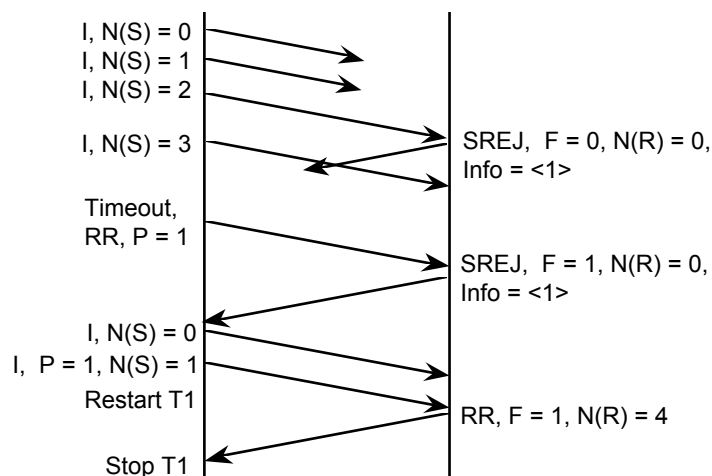 I, N(S) = 0
I, N(S) = 1
I, N(S) = 2
I, N(S) = 3
SREJ, F = 0, N(R) = 0,
Info = <1>
Timeout,
RR, P = 1
SREJ, F = 1, N(R) = 0,
Info = <1>
I, N(S) = 0
I, P = 1, N(S) = 1
Restart T1
RR, F = 1, N(R) = 4
Stop T1